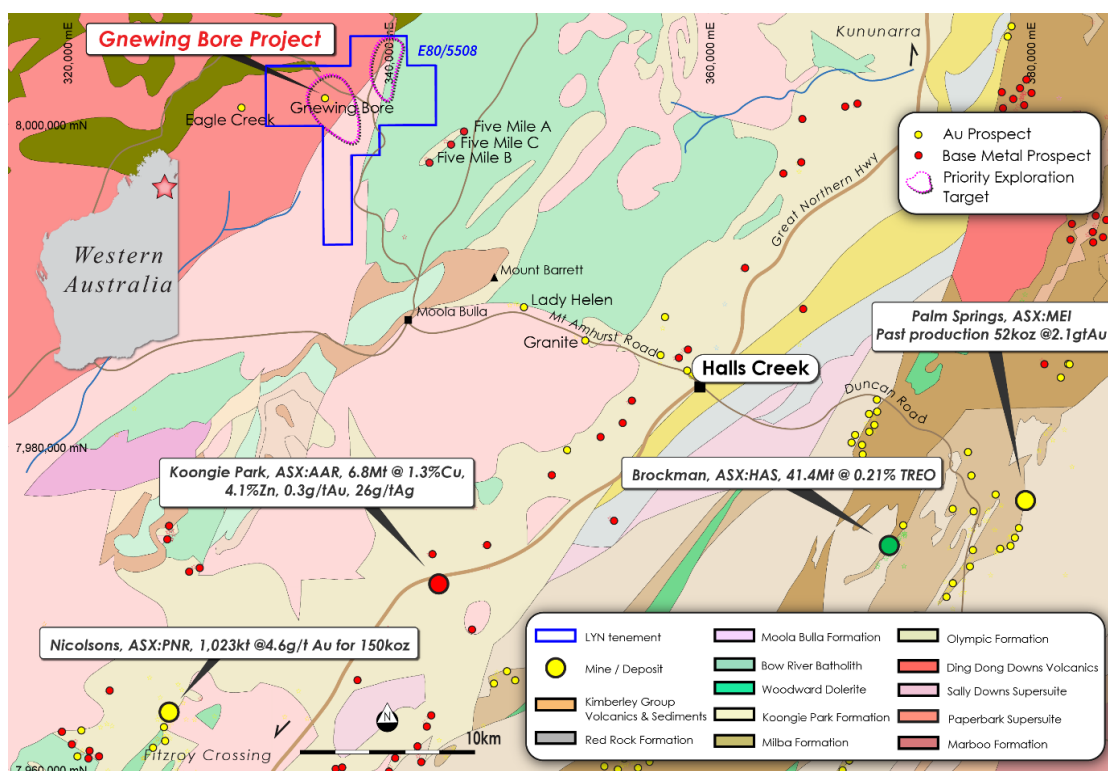 320,000 mE
340,000 mE
360,000 mE
380,000 mE
Gnewing Bore Project
E80/5508
Kununarra
Gnewing Bore
Eagle Creek
8,000,000 mN
Five Mile A
Five Mile C
Five Mile B
Au Prospect
Base Metal Prospect
Priority Exploration
Target
Great Northern Hwy
Western
Australia
Mount Barrett
Lady Helen
Moola Bulla
Mt Amhurst Road
Granite
Palm Springs, ASX:MEI
Past production 52koz @2.1gtAu
Halls Creek
Duncan Road
7,980,000 mN
Koongie Park, ASX:AAR, 6.8Mt @ 1.3%Cu,
4.1%Zn, 0.3g/tAu, 26g/tAg
Brockman, ASX:HAS, 41.4Mt @ 0.21% TREO
Nicolsons, ASX:PNR, 1,023kt @4.6g/t Au for 150koz
Fitzroy Crossing
N
10km
7,960,000 mN
LYN tenement
Mine / Deposit
Kimberley Group
Volcanics & Sediments
Red Rock Formation
Moola Bulla Formation
Bow River Batholith
Woodward Dolerite
Koongie Park Formation
Milba Formation
Olympic Formation
Ding Dong Downs Volcanics
Sally Downs Supersuite
Paperbark Supersuite
Marboo Formation